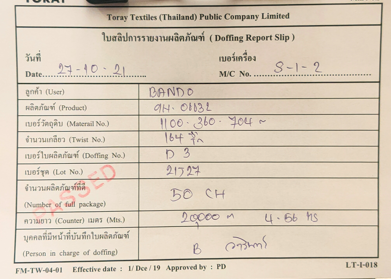 TORAY
Toray Textiles (Thailand) Public Company Limited
ใบสลิปการรายงานผลิตภัณฑ์ ( Doffing Report Slip )
วันที่ เบอร์เครื่อง
Date 27-10-21 M/C No. S-1-2
ลูกค้า (User) BANDO
ผลิตภัณฑ์ (Product) 9H-01832
เบอร์วัตถุดิบ (Materail No.) 1100-360-704
จำนวนเกลียว (Twist No.) 164
เบอร์ใบผลิตภัณฑ์ (Doffing No.) D 3
เบอร์ชุด (Lot No.) 21727
จำนวนผลิตภัณฑ์ที่ดี
(Number of full package) 50 CH
PASSED
ความยาว (Counter) เมตร (Mts.) 20,000 m 4-56 hs
บุคคลที่มีหน้าที่บันทึกใบผลิตภัณฑ์
(Person in charge of doffing) B
FM-TW-04-01 Effective date : 1/ Dce / 19 Approved by : PD LT-I-018